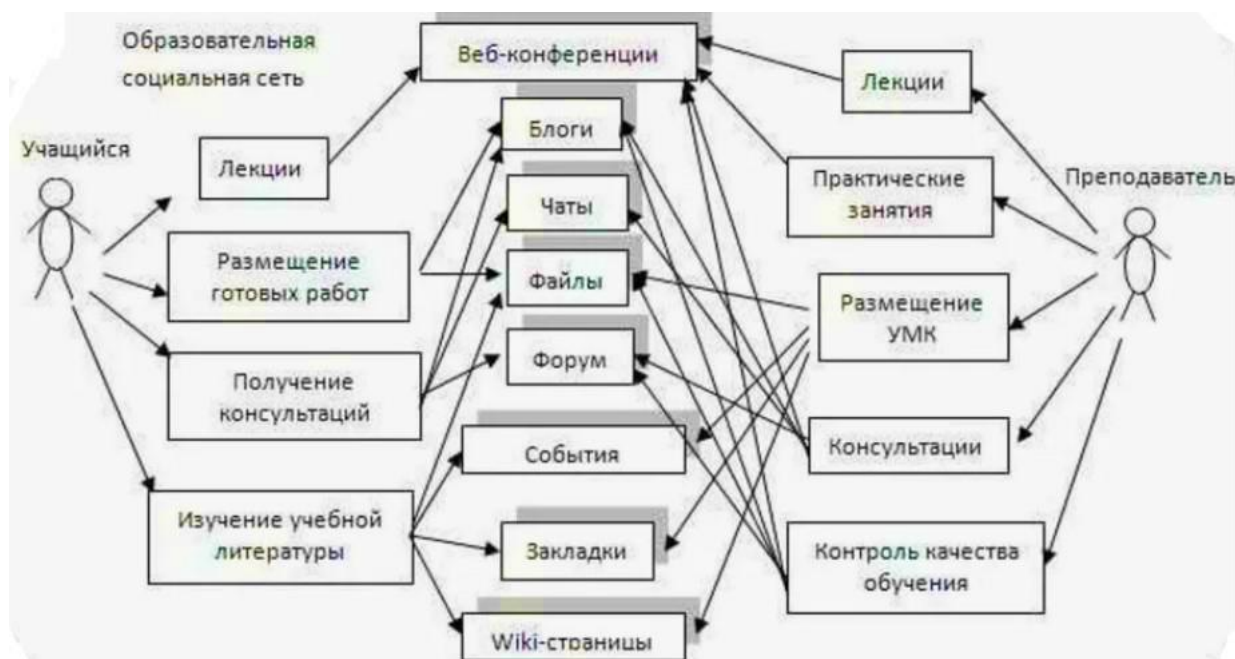 Образовательная
социальная сеть
Учащийся
Лекции
Размещение
готовых работ
Получение
консультаций
Изучение учебной
литературы
Веб-конференции
Блоги
Чаты
Файлы
Форум
События
Закладки
Wiki-страницы
Лекции
Практические
занятия
Размещение
УМК
Консультации
Контроль качества
обучения
Преподаватель